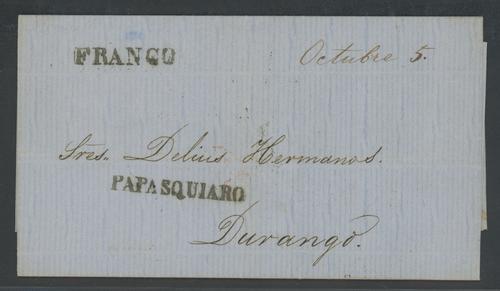 FRANCO
Octubre 5.
Sres. Delius Hermanos.
PAPASQUIARO
Durango.